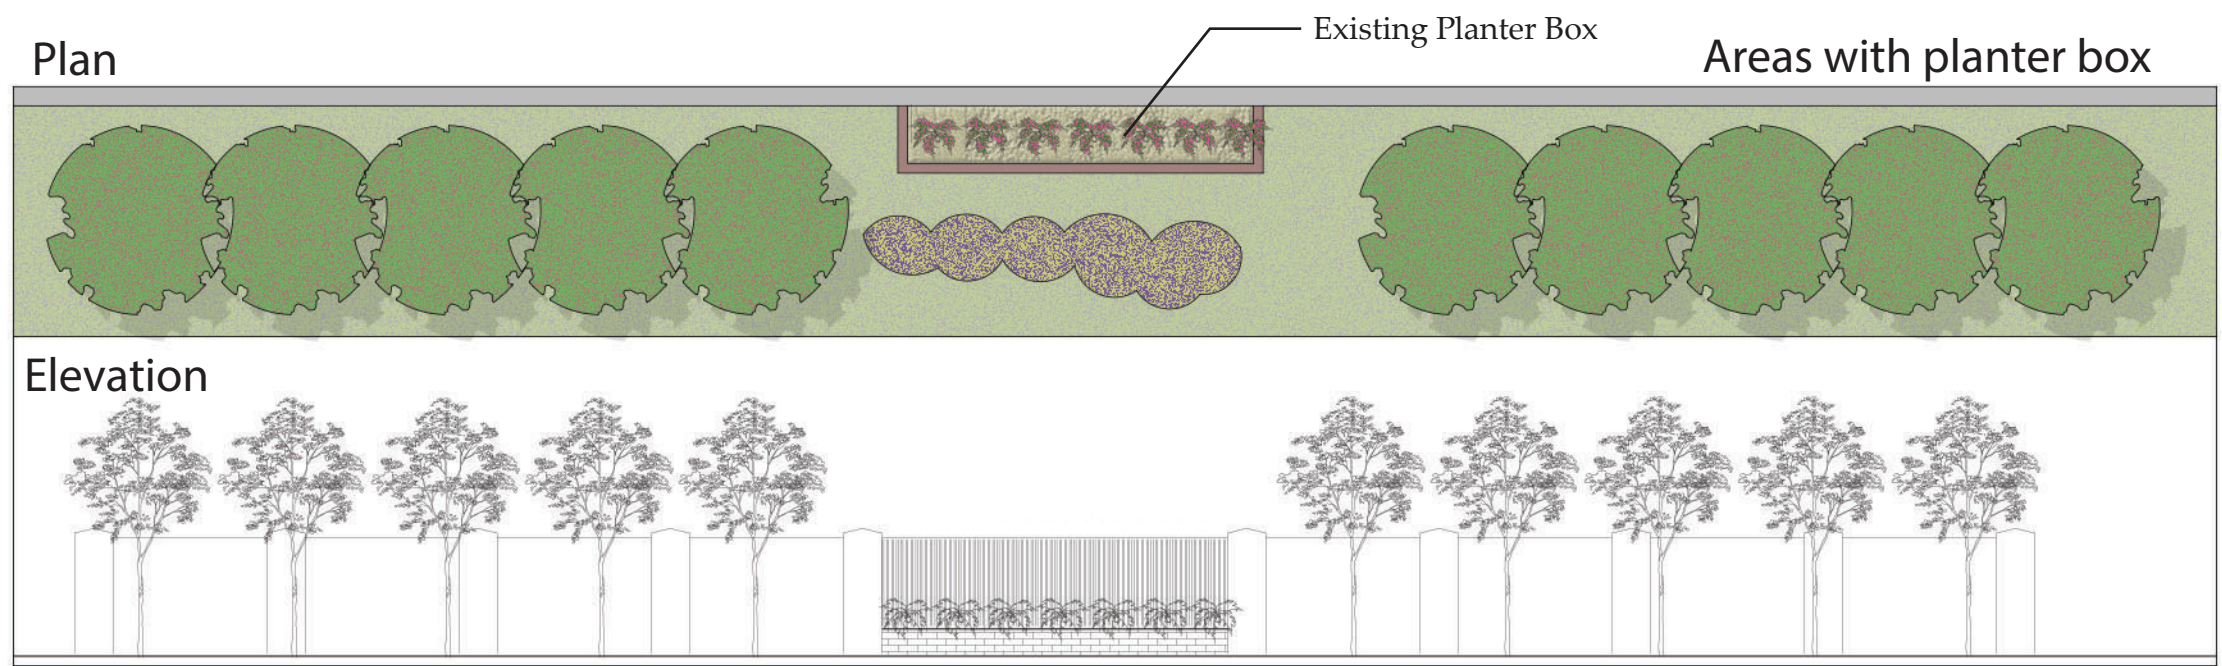 Existing Planter Box
Plan
Areas with planter box
Elevation